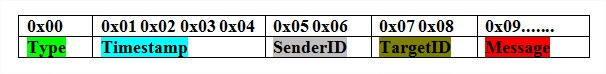 0x00 0x01 0x02 0x03 0x04 0x05 0x06 0x07 0x08 0x09.......
Type Timestamp SenderID TargetID Message